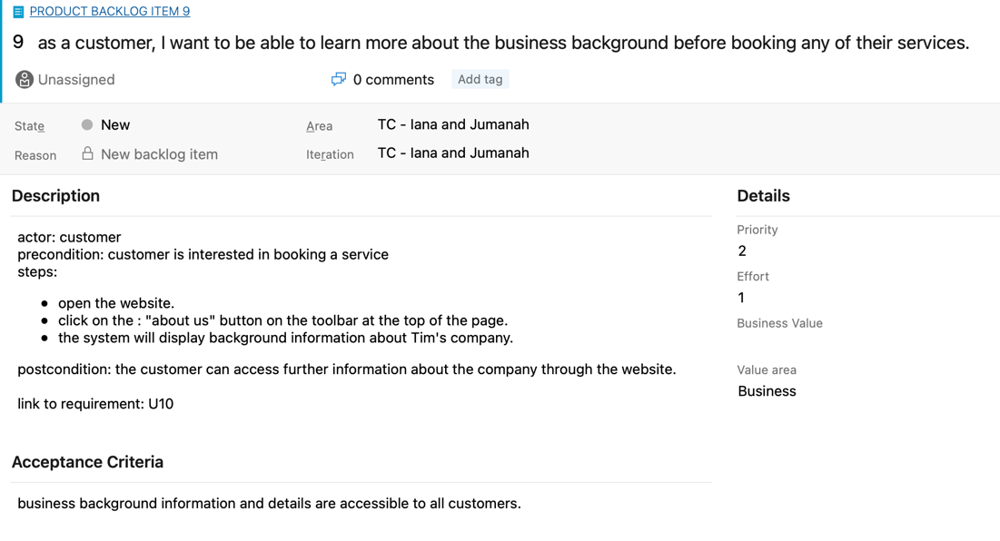 PRODUCT BACKLOG ITEM 9
9 as a customer, I want to be able to learn more about the business background before booking any of their services.
Unassigned
0 comments
Add tag
State
New
Area
TC - Iana and Jumanah
Reason
New backlog item
Iteration
TC - Iana and Jumanah
Description
actor: customer
precondition: customer is interested in booking a service
steps:
• open the website.
• click on the : "about us" button on the toolbar at the top of the page.
• the system will display background information about Tim's company.
postcondition: the customer can access further information about the company through the website.
link to requirement: U10
Acceptance Criteria
business background information and details are accessible to all customers.
Details
Priority
2
Effort
1
Business Value
Value area
Business